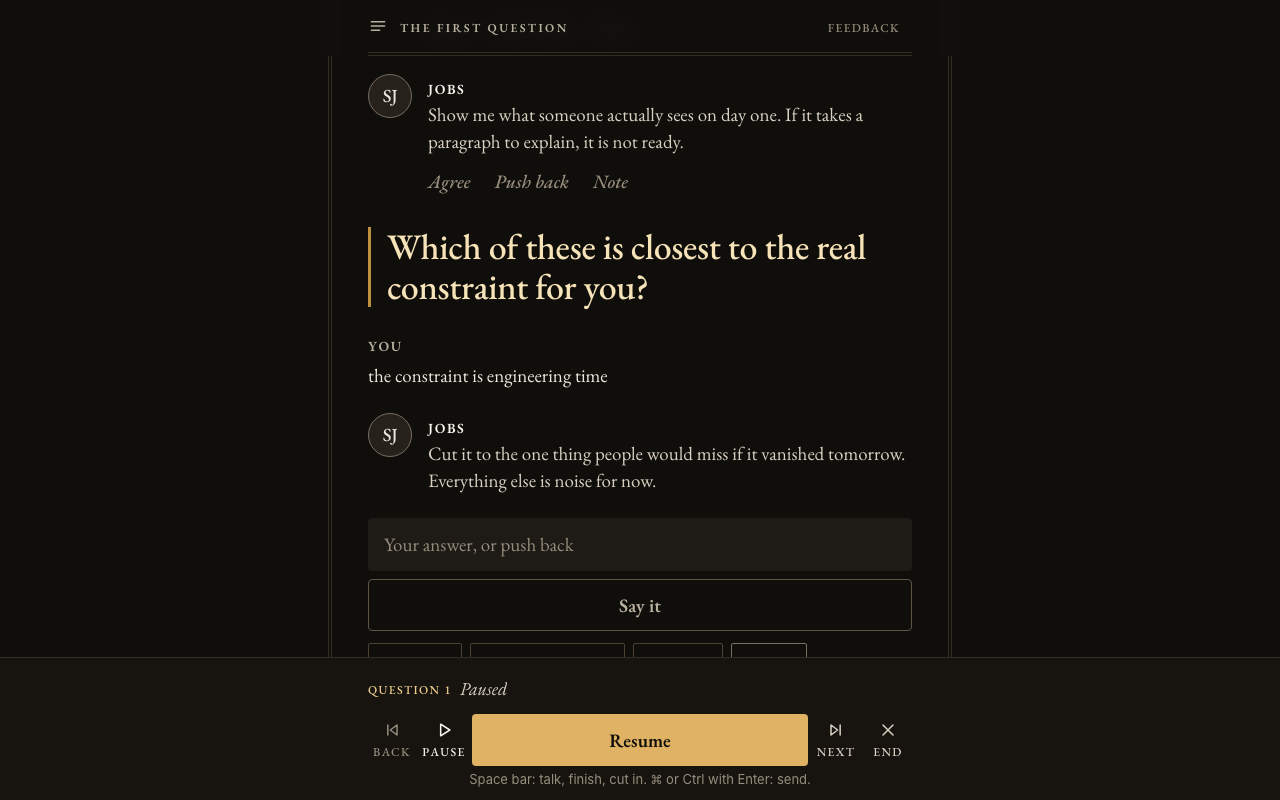 THE FIRST QUESTION
FEEDBACK
SJ
JOBS
Show me what someone actually sees on day one. If it takes a
paragraph to explain, it is not ready.
Agree Push back Note
Which of these is closest to the real
constraint for you?
YOU
the constraint is engineering time
SJ
JOBS
Cut it to the one thing people would miss if it vanished tomorrow.
Everything else is noise for now.
Your answer, or push back
Say it
QUESTION 1 Paused
BACK
PAUSE
Resume
NEXT
END
Space bar: talk, finish, cut in. ⌘ or Ctrl with Enter: send.